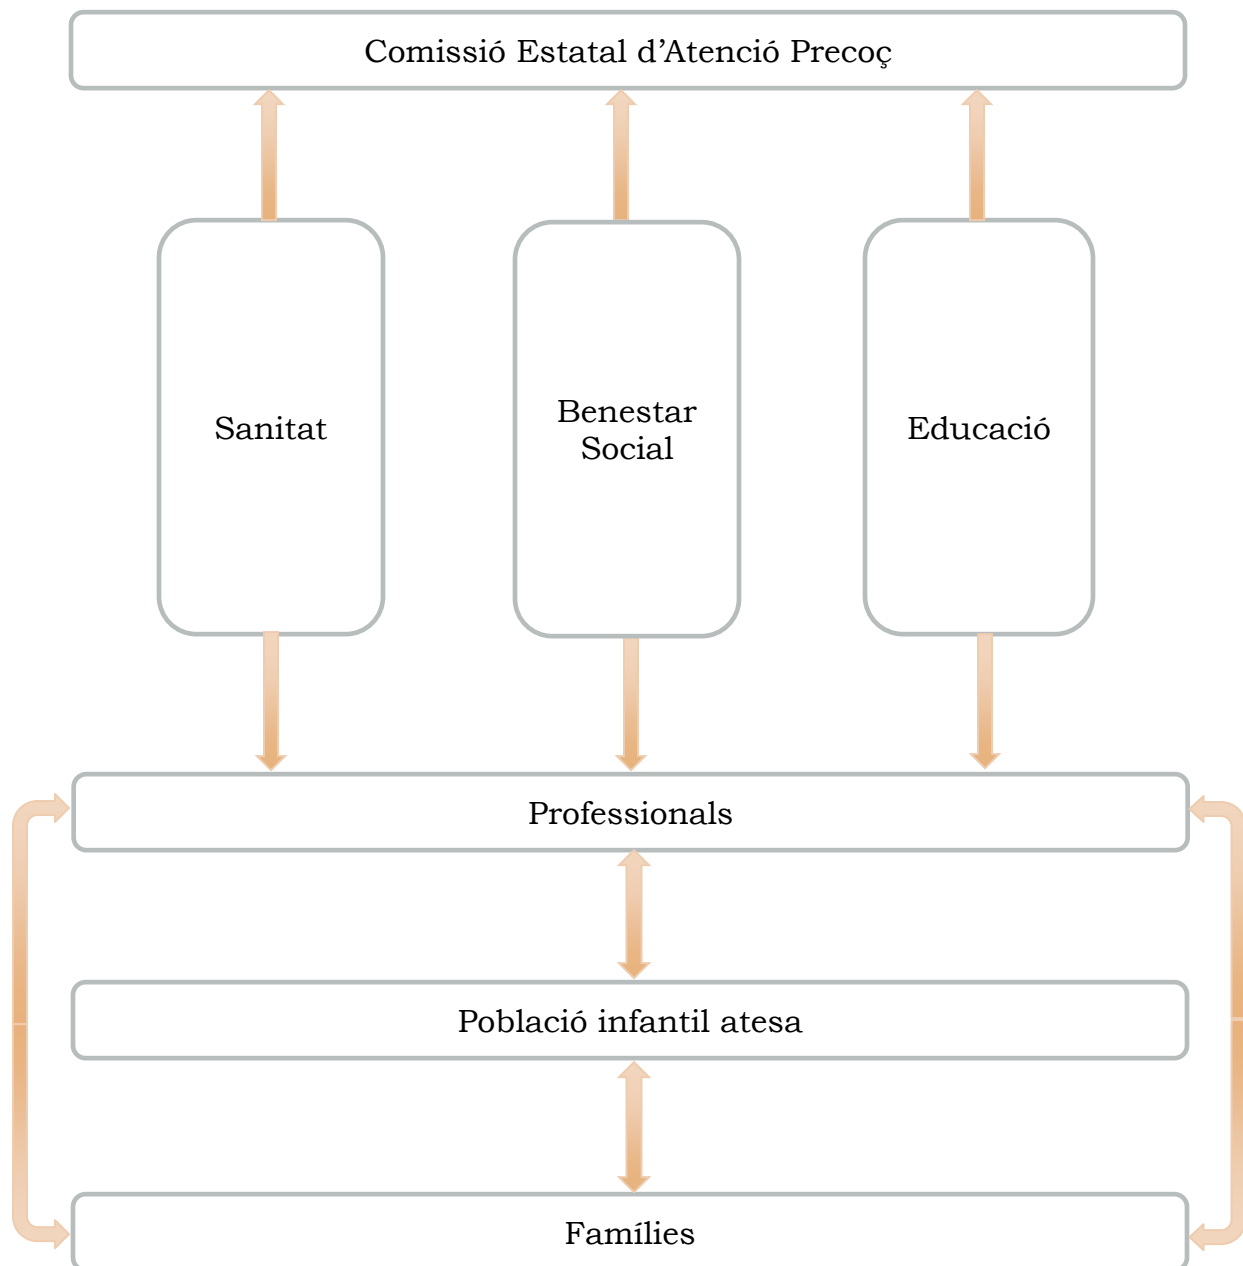 Comissió Estatal d’Atenció Precoç
Sanitat
Benestar
Social
Educació
Professionals
Població infantil atesa
Famílies